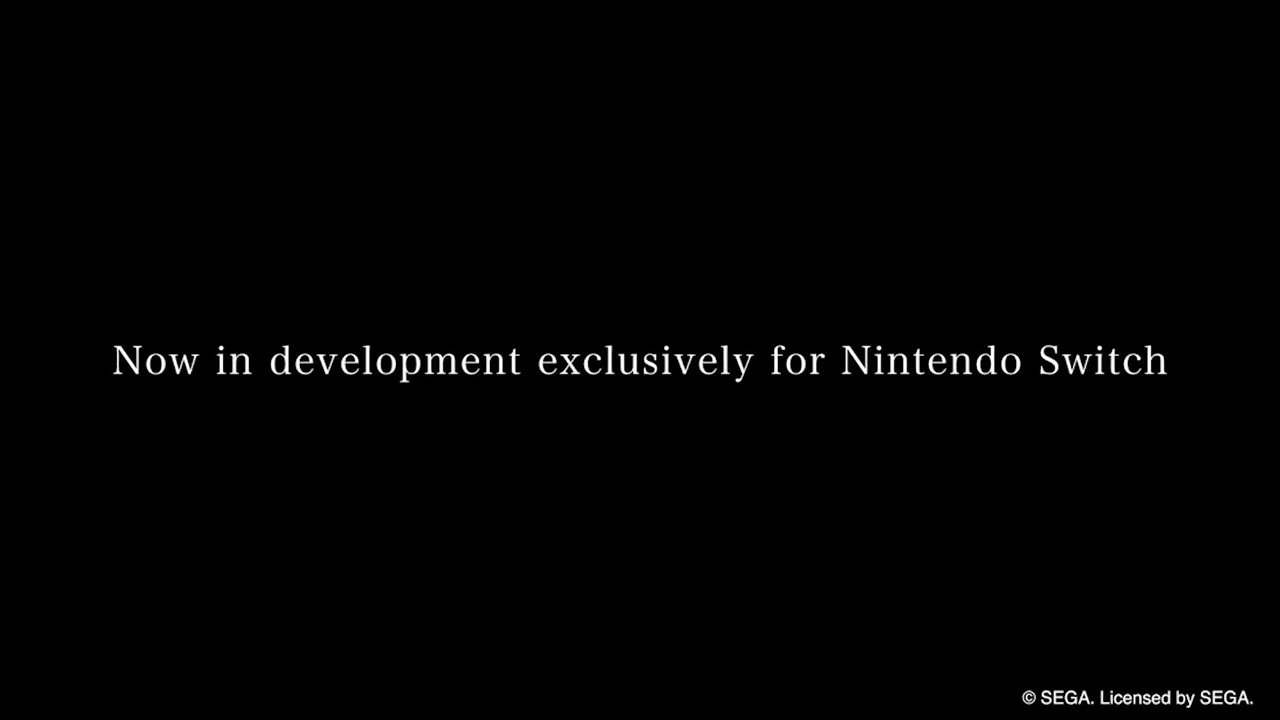 Now in development exclusively for Nintendo Switch
© SEGA. Licensed by SEGA.